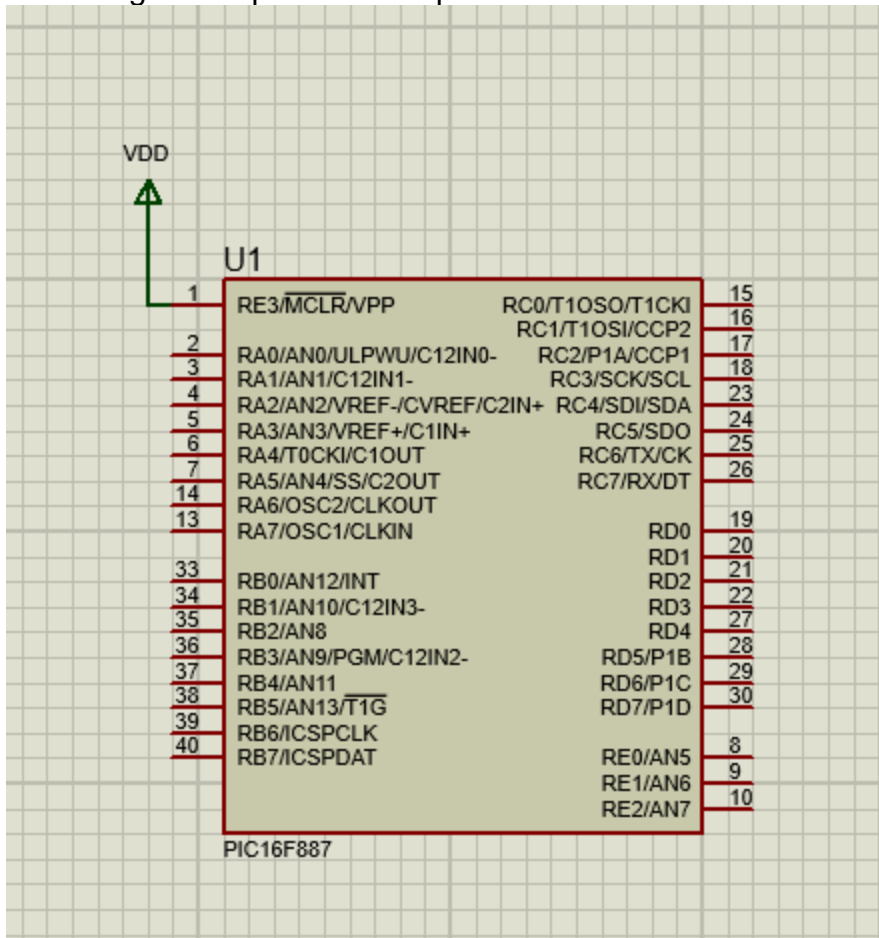 VDD
U1
1 RE3/MCLR/VPP RC0/T1OSO/T1CKI 15
RC1/T1OSI/CCP2 16
2 RA0/AN0/ULPWU/C12IN0- RC2/P1A/CCP1 17
3 RA1/AN1/C12IN1- RC3/SCK/SCL 18
4 RA2/AN2/VREF-/CVREF/C2IN+ RC4/SDI/SDA 23
5 RA3/AN3/VREF+/C1IN+ RC5/SDO 24
6 RA4/T0CKI/C1OUT RC6/TX/CK 25
7 RA5/AN4/SS/C2OUT RC7/RX/DT 26
14 RA6/OSC2/CLKOUT
13 RA7/OSC1/CLKIN RD0 19
RD1 20
33 RB0/AN12/INT RD2 21
34 RB1/AN10/C12IN3- RD3 22
35 RB2/AN8 RD4 27
36 RB3/AN9/PGM/C12IN2- RD5/P1B 28
37 RB4/AN11 RD6/P1C 29
38 RB5/AN13/T1G RD7/P1D 30
39 RB6/ICSPCLK
40 RB7/ICSPDAT RE0/AN5 8
RE1/AN6 9
RE2/AN7 10
PIC16F887